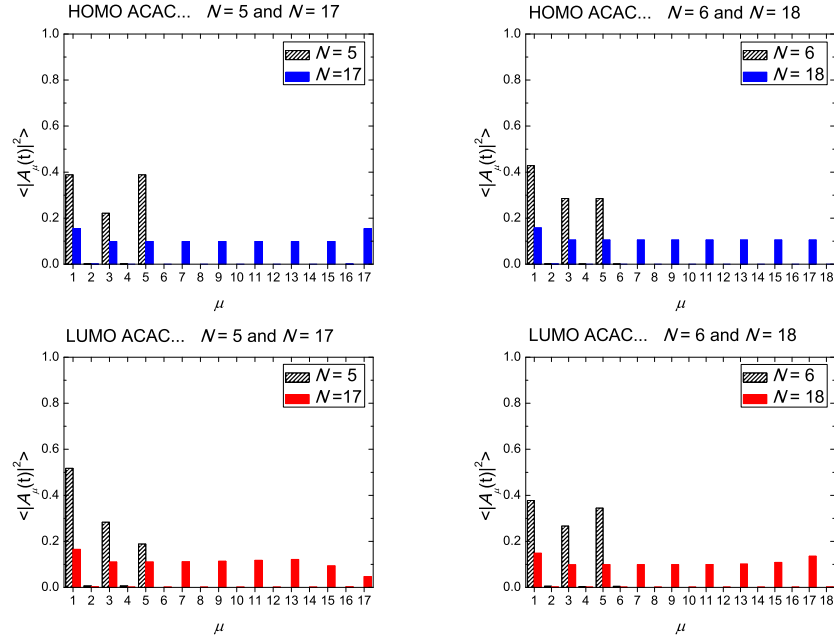 HOMO ACAC... N = 5 and N = 17
N = 5
N =17
<|Aμ(t)|²>
1.0
0.8
0.6
0.4
0.2
0.0
1 2 3 4 5 6 7 8 9 10 11 12 13 14 15 16 17
μ
HOMO ACAC... N = 6 and N = 18
N = 6
N = 18
<|Aμ(t)|²>
1.0
0.8
0.6
0.4
0.2
0.0
1 2 3 4 5 6 7 8 9 10 11 12 13 14 15 16 17 18
μ
LUMO ACAC... N = 5 and N = 17
N = 5
N =17
<|Aμ(t)|²>
1.0
0.8
0.6
0.4
0.2
0.0
1 2 3 4 5 6 7 8 9 10 11 12 13 14 15 16 17
μ
LUMO ACAC... N = 6 and N = 18
N = 6
N = 18
<|Aμ(t)|²>
1.0
0.8
0.6
0.4
0.2
0.0
1 2 3 4 5 6 7 8 9 10 11 12 13 14 15 16 17 18
μ